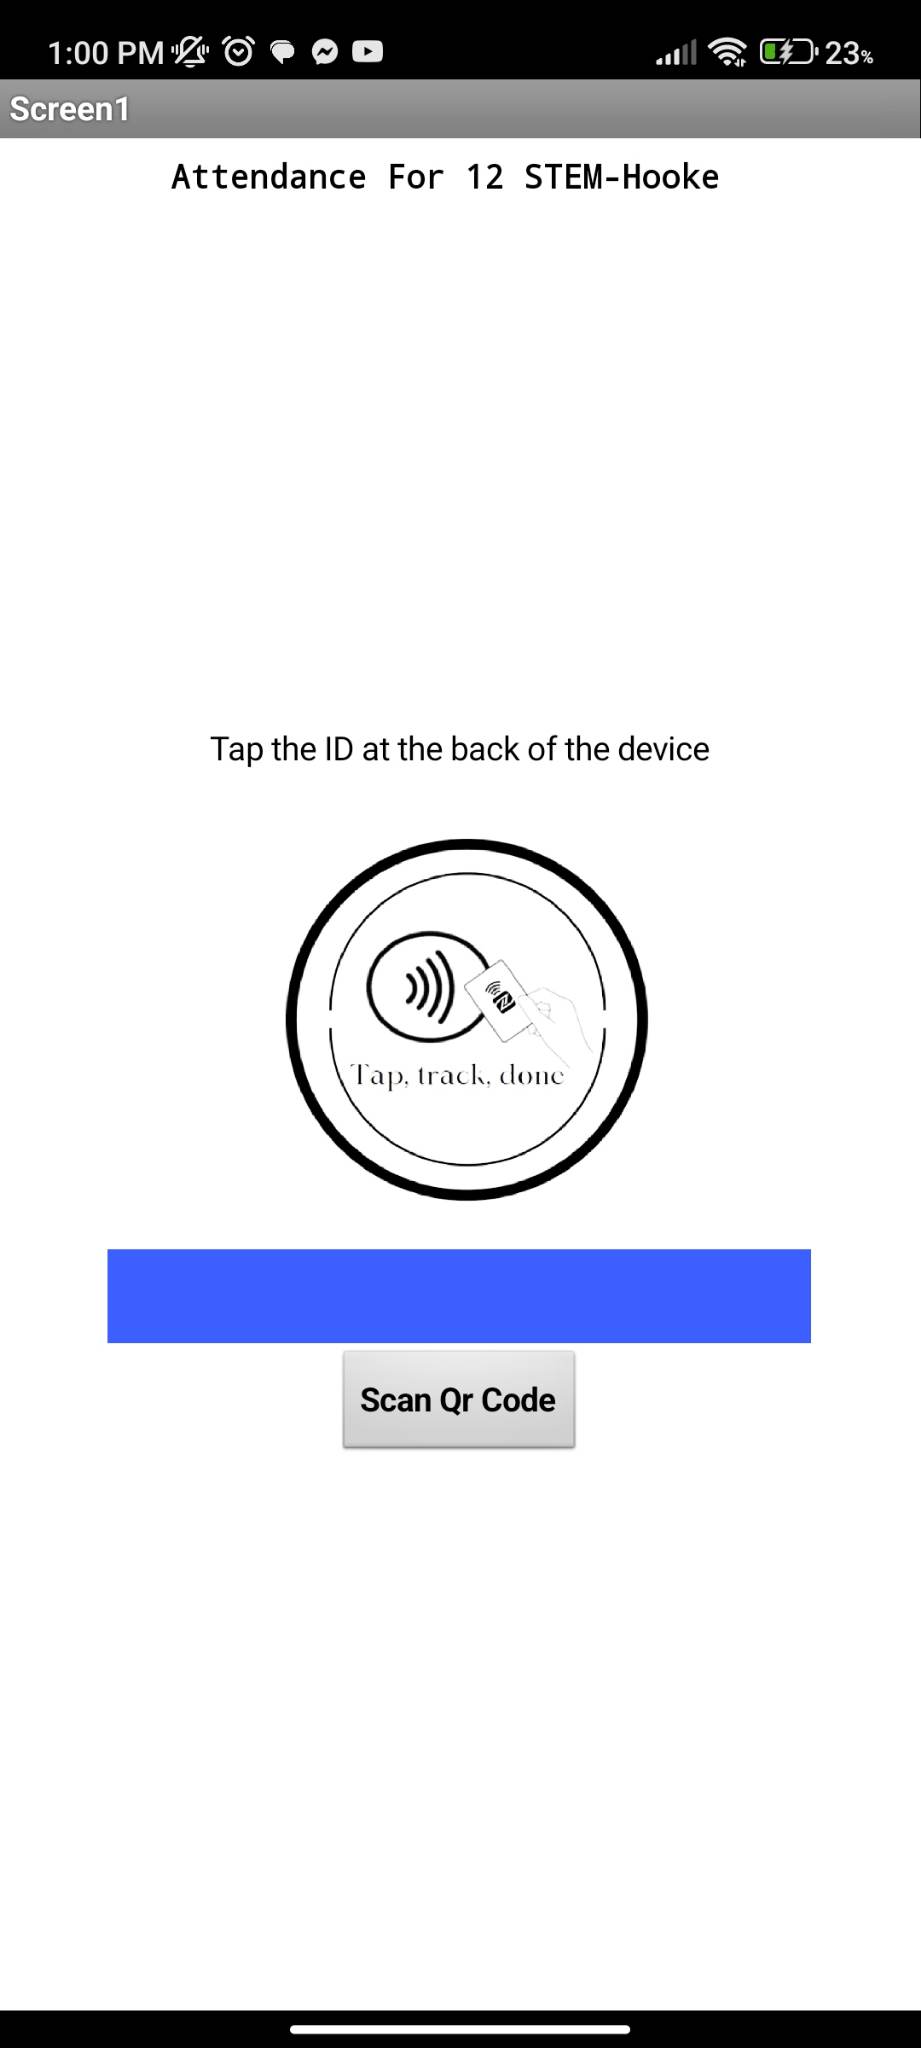 1:00 PM 23%
Screen1
Attendance For 12 STEM-Hooke
Tap the ID at the back of the device
Tap, track, done
Scan Qr Code